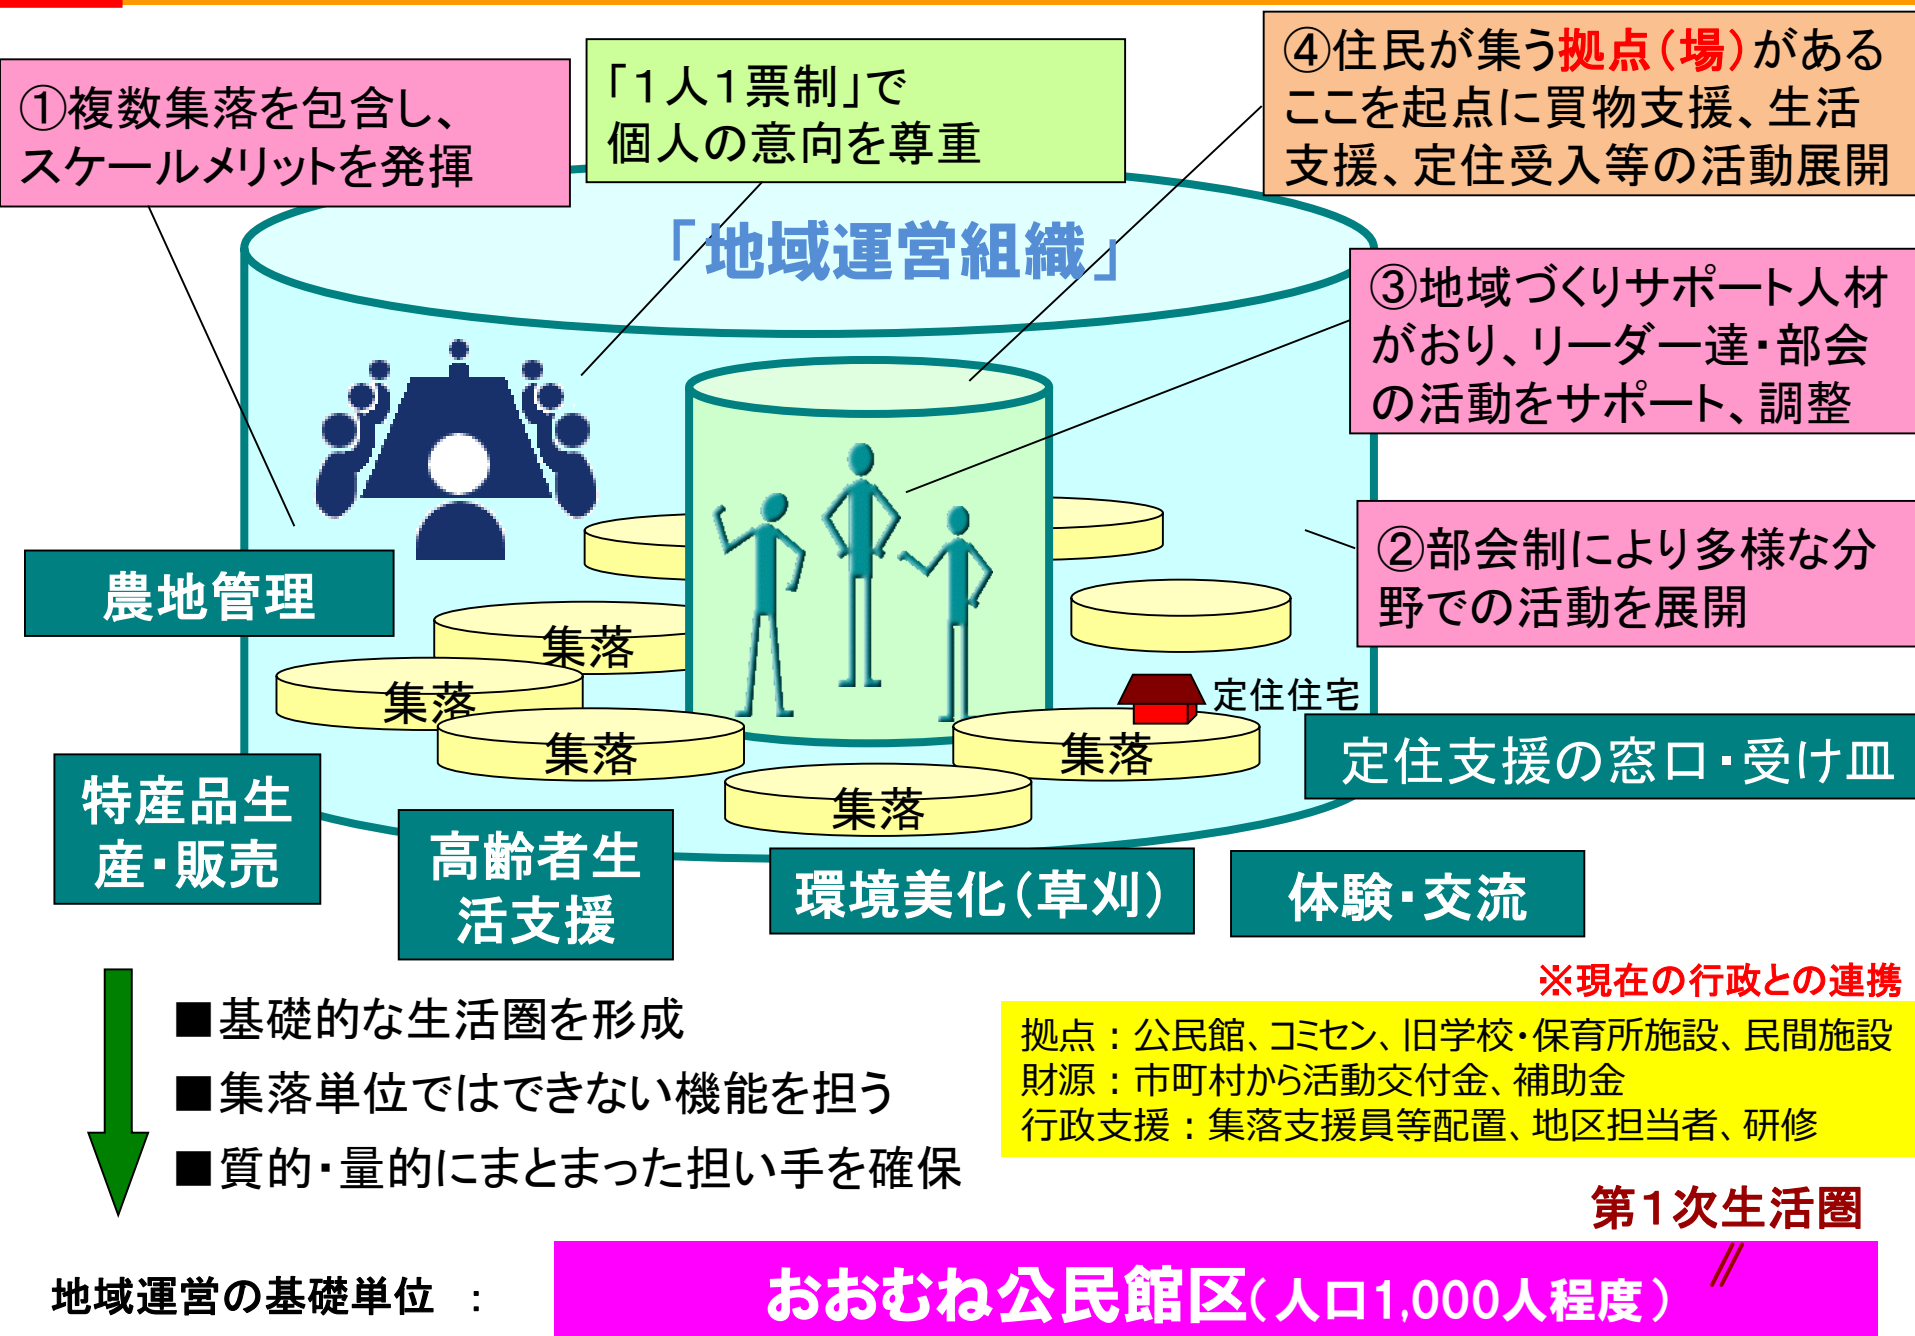 ①複数集落を包含し、
スケールメリットを発揮
「１人１票制」で
個人の意向を尊重
④住民が集う拠点（場）がある
ここを起点に買物支援、生活
支援、定住受入等の活動展開
「地域運営組織」
③地域づくりサポート人材
がおり、リーダー達・部会
の活動をサポート、調整
②部会制により多様な分
野での活動を展開
農地管理
集落
集落
集落
集落
集落
定住住宅
定住支援の窓口・受け皿
特産品生
産・販売
高齢者生
活支援
環境美化（草刈）
体験・交流
■基礎的な生活圏を形成
■集落単位ではできない機能を担う
■質的・量的にまとまった担い手を確保
※現在の行政との連携
拠点：公民館、コミセン、旧学校・保育所施設、民間施設
財源：市町村から活動交付金、補助金
行政支援：集落支援員等配置、地区担当者、研修
第１次生活圏
//
地域運営の基礎単位　：
おおむね公民館区（人口1,000人程度）